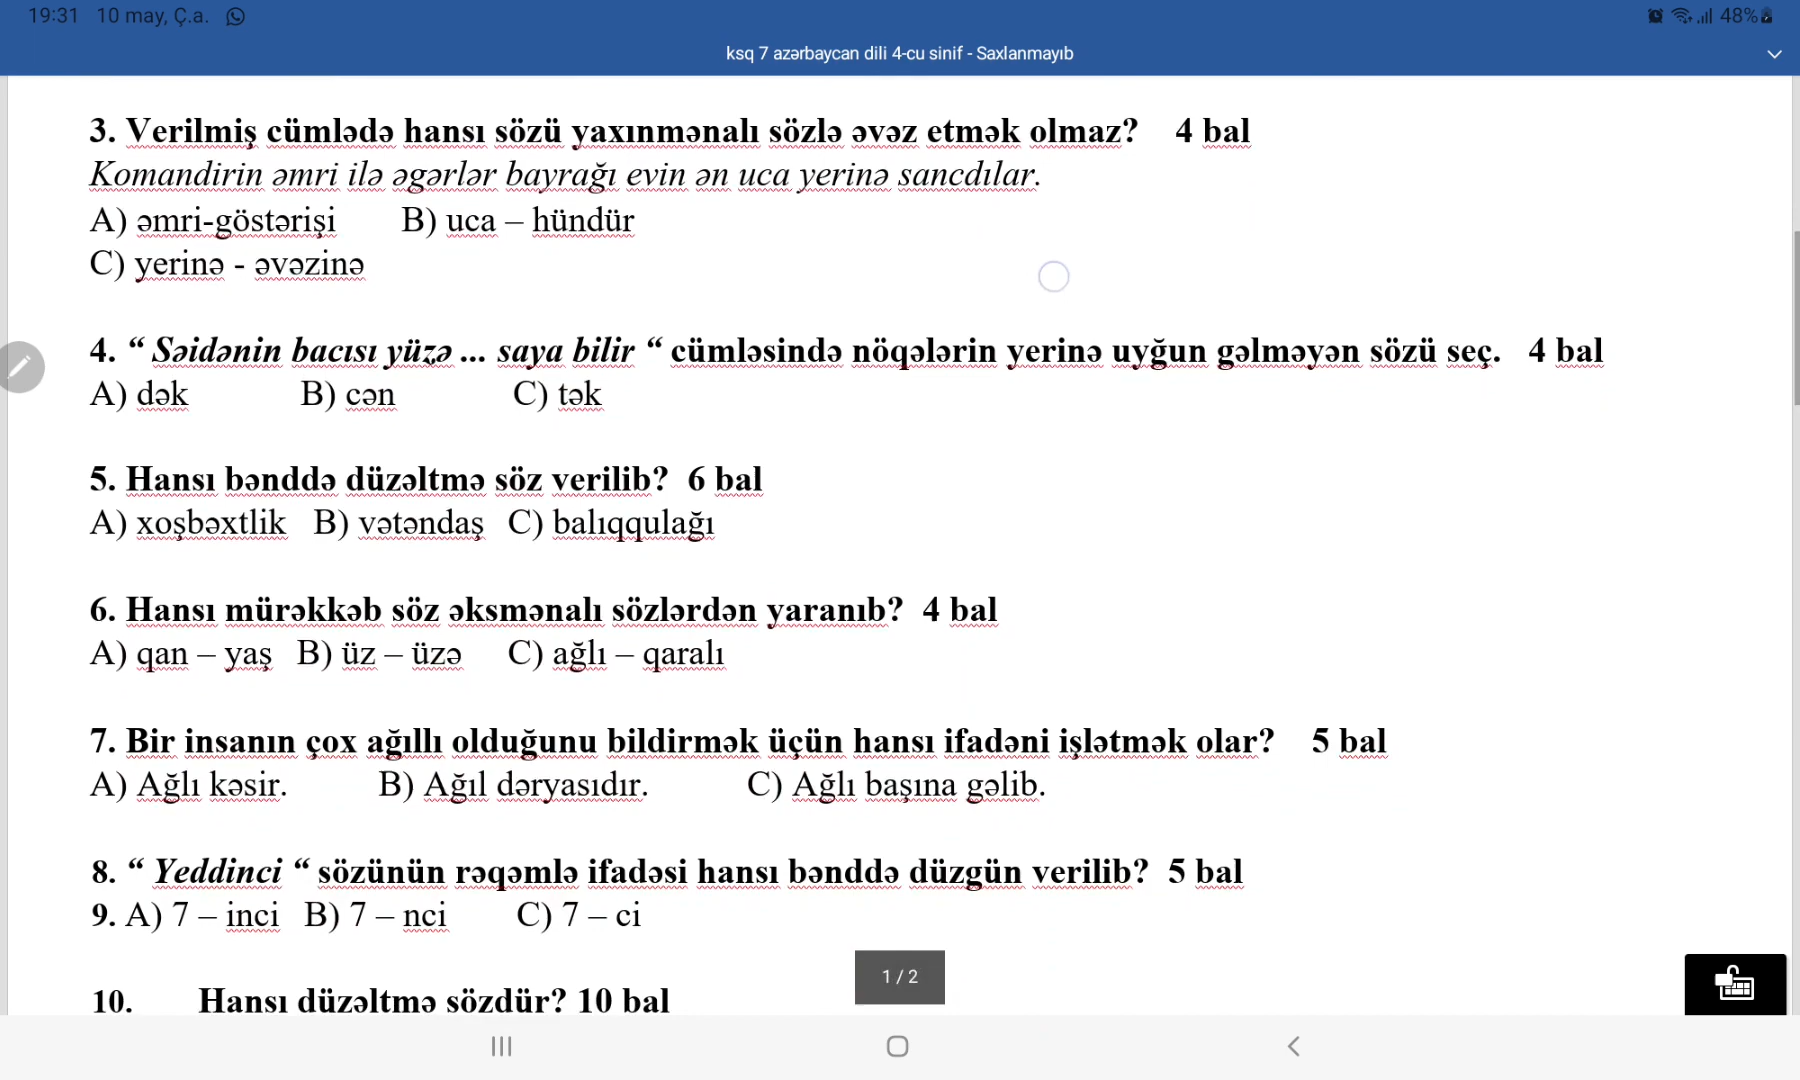 19:31 10 may, Ç.a. 48%
ksq 7 azərbaycan dili 4-cu sinif - Saxlanmayıb
3. Verilmiş cümlədə hansı sözü yaxınmənalı sözlə əvəz etmək olmaz? 4 bal
Komandirin əmri ilə əgərlər bayrağı evin ən uca yerinə sancdılar.
A) əmri-göstərişi B) uca – hündür
C) yerinə - əvəzinə
4. “ Səidənin bacısı yüzə ... saya bilir “ cümləsində nöqələrin yerinə uyğun gəlməyən sözü seç. 4 bal
A) dək B) cən C) tək
5. Hansı bənddə düzəltmə söz verilib? 6 bal
A) xoşbəxtlik B) vətəndaş C) balıqqulağı
6. Hansı mürəkkəb söz əksmənalı sözlərdən yaranıb? 4 bal
A) qan – yaş B) üz – üzə C) ağlı – qaralı
7. Bir insanın çox ağıllı olduğunu bildirmək üçün hansı ifadəni işlətmək olar? 5 bal
A) Ağlı kəsir. B) Ağıl dəryasıdır. C) Ağlı başına gəlib.
8. “ Yeddinci “ sözünün rəqəmlə ifadəsi hansı bənddə düzgün verilib? 5 bal
9. A) 7 – inci B) 7 – nci C) 7 – ci
1 / 2
10. Hansı düzəltmə sözdür? 10 bal